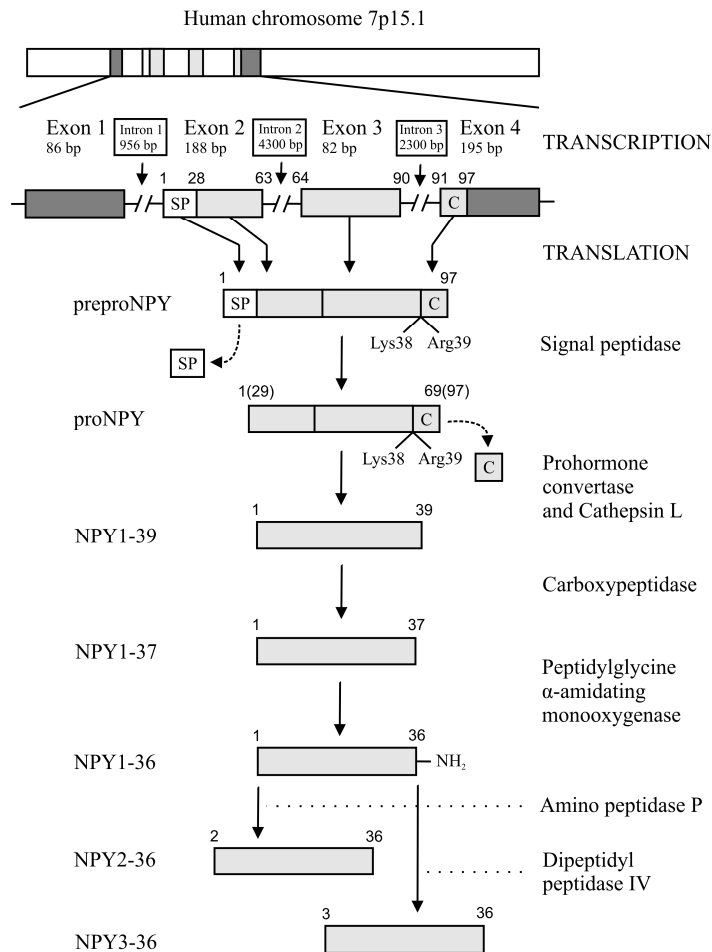 Human chromosome 7p15.1
Exon 1
86 bp
Intron 1
956 bp
Exon 2
188 bp
Intron 2
4300 bp
Exon 3
82 bp
Intron 3
2300 bp
Exon 4
195 bp
TRANSCRIPTION
1 28 63 64 90 91 97
SP C
TRANSLATION
1 97
preproNPY SP C
Lys38 Arg39
Signal peptidase
SP
1(29) 69(97)
proNPY C
Lys38 Arg39
C
Prohormone
convertase
and Cathepsin L
1 39
NPY1-39
Carboxypeptidase
1 37
NPY1-37
Peptidylglycine
α-amidating
monooxygenase
1 36
NPY1-36 NH₂
Amino peptidase P
2 36
NPY2-36
Dipeptidyl
peptidase IV
3 36
NPY3-36